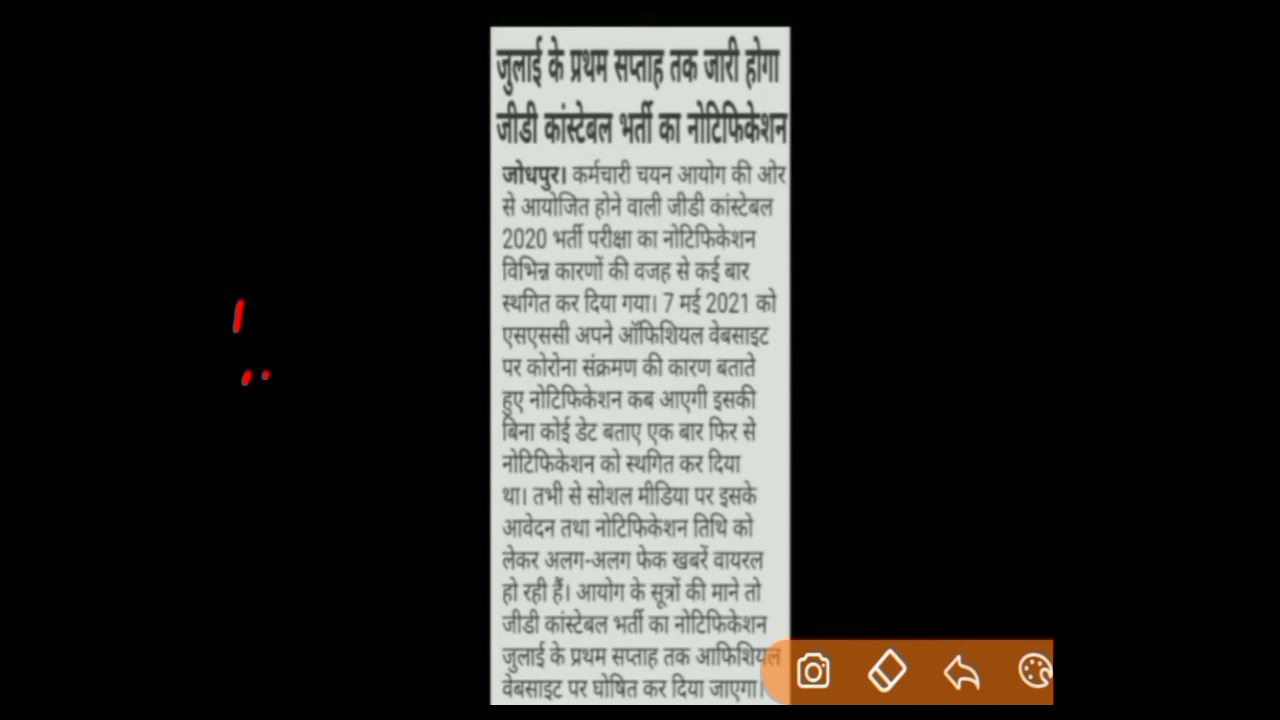 जुलाई के प्रथम सप्ताह तक जारी होगा
जीडी कांस्टेबल भर्ती का नोटिफिकेशन
जोधपुर। कर्मचारी चयन आयोग की ओर
से आयोजित होने वाली जीडी कांस्टेबल
2020 भर्ती परीक्षा का नोटिफिकेशन
विभिन्न कारणों की वजह से कई बार
स्थगित कर दिया गया। 7 मई 2021 को
एसएससी अपने ऑफिशियल वेबसाइट
पर कोरोना संक्रमण की कारण बताते
हुए नोटिफिकेशन कब आएगी इसकी
बिना कोई डेट बताए एक बार फिर से
नोटिफिकेशन को स्थगित कर दिया
था। तभी से सोशल मीडिया पर इसके
आवेदन तथा नोटिफिकेशन तिथि को
लेकर अलग-अलग फेक खबरें वायरल
हो रही हैं। आयोग के सूत्रों की माने तो
जीडी कांस्टेबल भर्ती का नोटिफिकेशन
जुलाई के प्रथम सप्ताह तक आफिशियल
वेबसाइट पर घोषित कर दिया जाएगा।